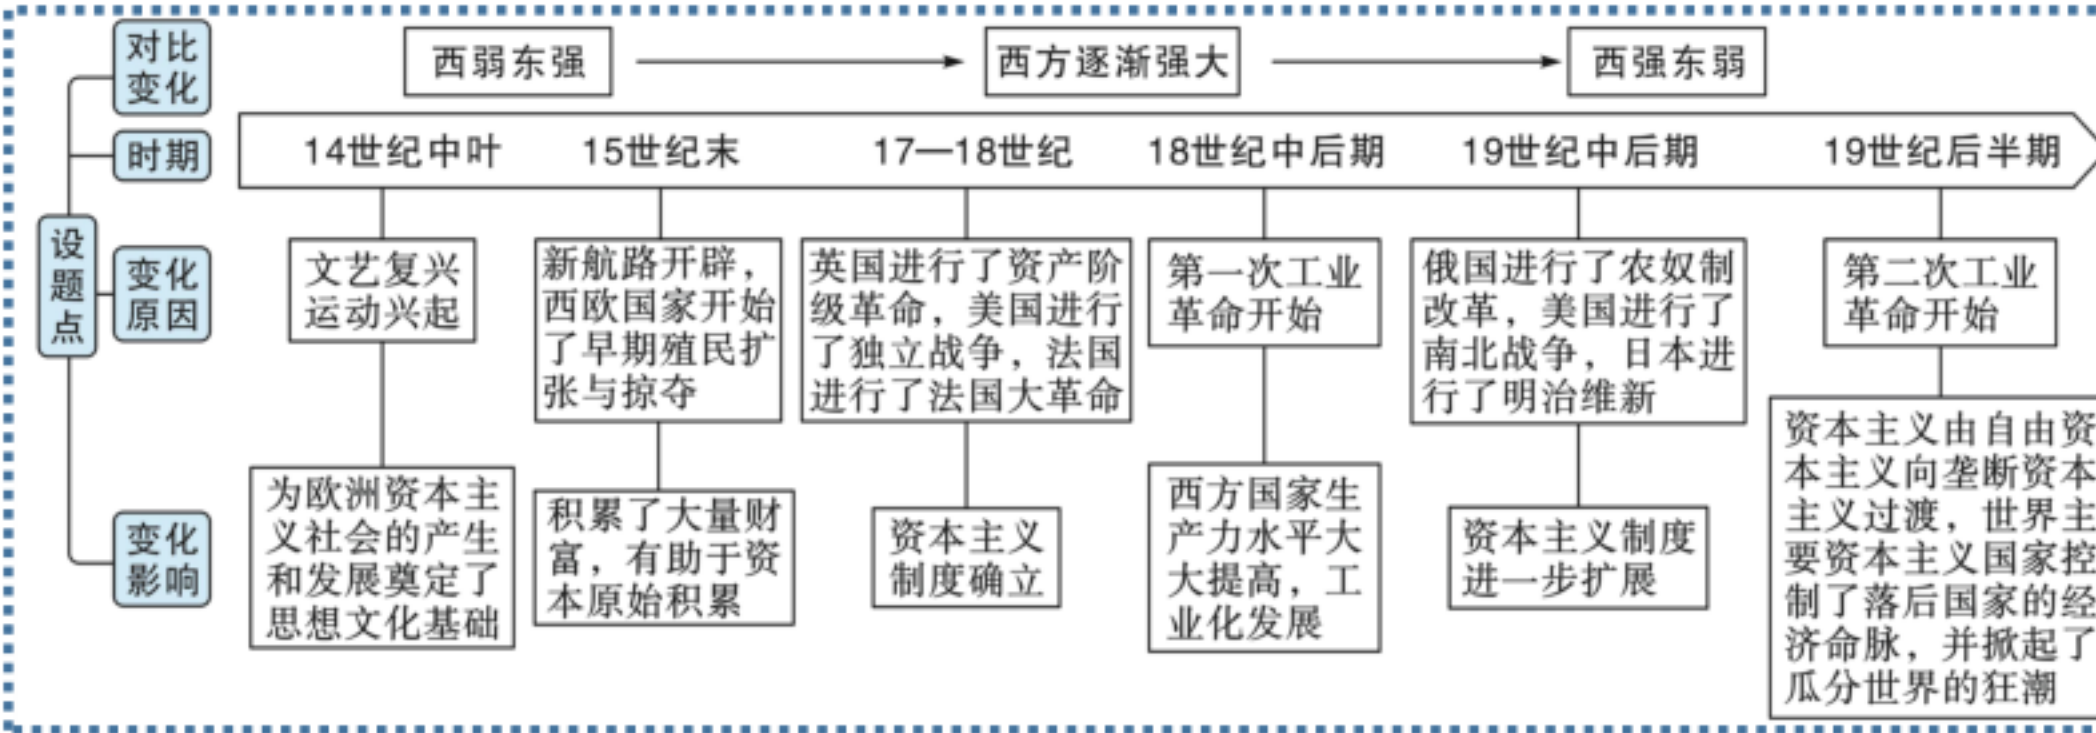 对比
变化
西弱东强
西方逐渐强大
西强东弱
时期
14世纪中叶
15世纪末
17—18世纪
18世纪中后期
19世纪中后期
19世纪后半期
设
题
点
变化
原因
文艺复兴
运动兴起
新航路开辟，
西欧国家开始
了早期殖民扩
张与掠夺
英国进行了资产阶
级革命，美国进行
了独立战争，法国
进行了法国大革命
第一次工业
革命开始
俄国进行了农奴制
改革，美国进行了
南北战争，日本进
行了明治维新
第二次工业
革命开始
变化
影响
为欧洲资本主
义社会的产生
和发展奠定了
思想文化基础
积累了大量财
富，有助于资
本原始积累
资本主义
制度确立
西方国家生
产力水平大
大提高，工
业化发展
资本主义制度
进一步扩展
资本主义由自由资
本主义向垄断资本
主义过渡，世界主
要资本主义国家控
制了落后国家的经
济命脉，并掀起了
瓜分世界的狂潮